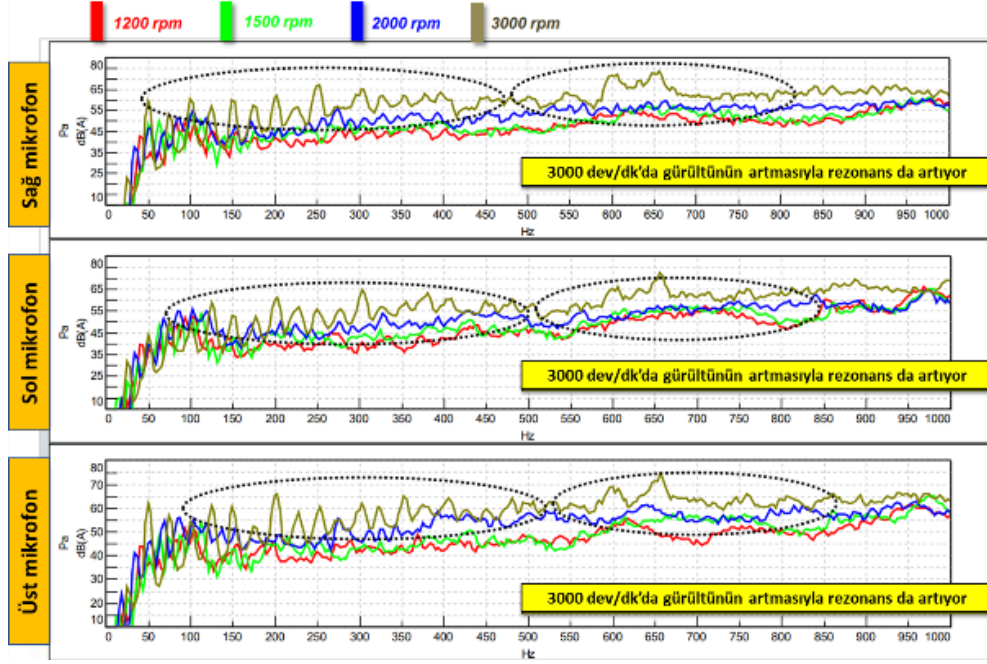 1200 rpm 1500 rpm 2000 rpm 3000 rpm
Sağ mikrofon
Pa
dB(A)
80
65
55
45
35
25
10
3000 dev/dk'da gürültünün artmasıyla rezonans da artıyor
0 50 100 150 200 250 300 350 400 450 500 550 600 650 700 750 800 850 900 950 1000
Hz
Sol mikrofon
Pa
dB(A)
80
65
55
45
35
25
10
3000 dev/dk'da gürültünün artmasıyla rezonans da artıyor
0 50 100 150 200 250 300 350 400 450 500 550 600 650 700 750 800 850 900 950 1000
Hz
Üst mikrofon
Pa
dB(A)
80
70
60
50
40
30
20
10
3000 dev/dk'da gürültünün artmasıyla rezonans da artıyor
0 50 100 150 200 250 300 350 400 450 500 550 600 650 700 750 800 850 900 950 1000
Hz